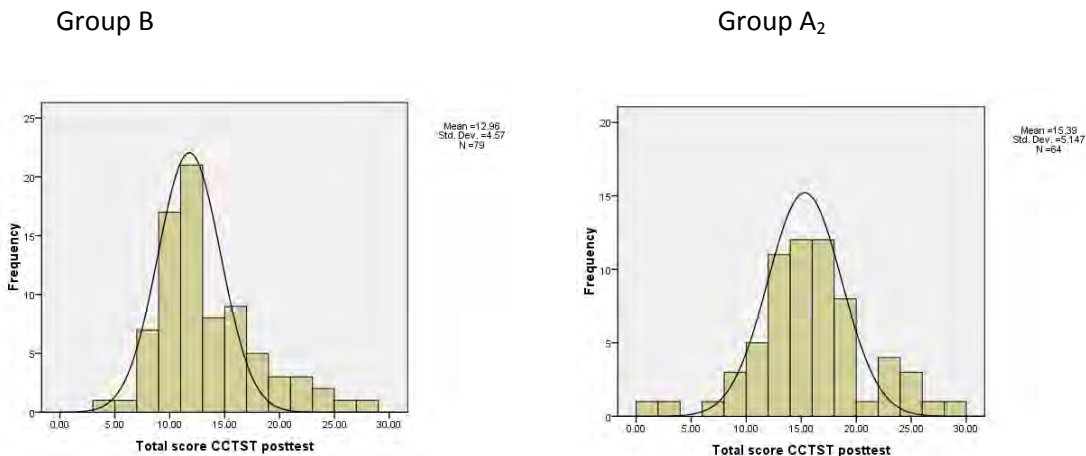 Group B
Group A₂
Mean =12.96
Std. Dev. =4.57
N =79
25
20
15
10
5
0
Frequency
0.00 5.00 10.00 15.00 20.00 25.00 30.00
Total score CCTST posttest
Mean =15.39
Std. Dev. =5.147
N =64
20
15
10
5
0
Frequency
0.00 5.00 10.00 15.00 20.00 25.00 30.00
Total score CCTST posttest